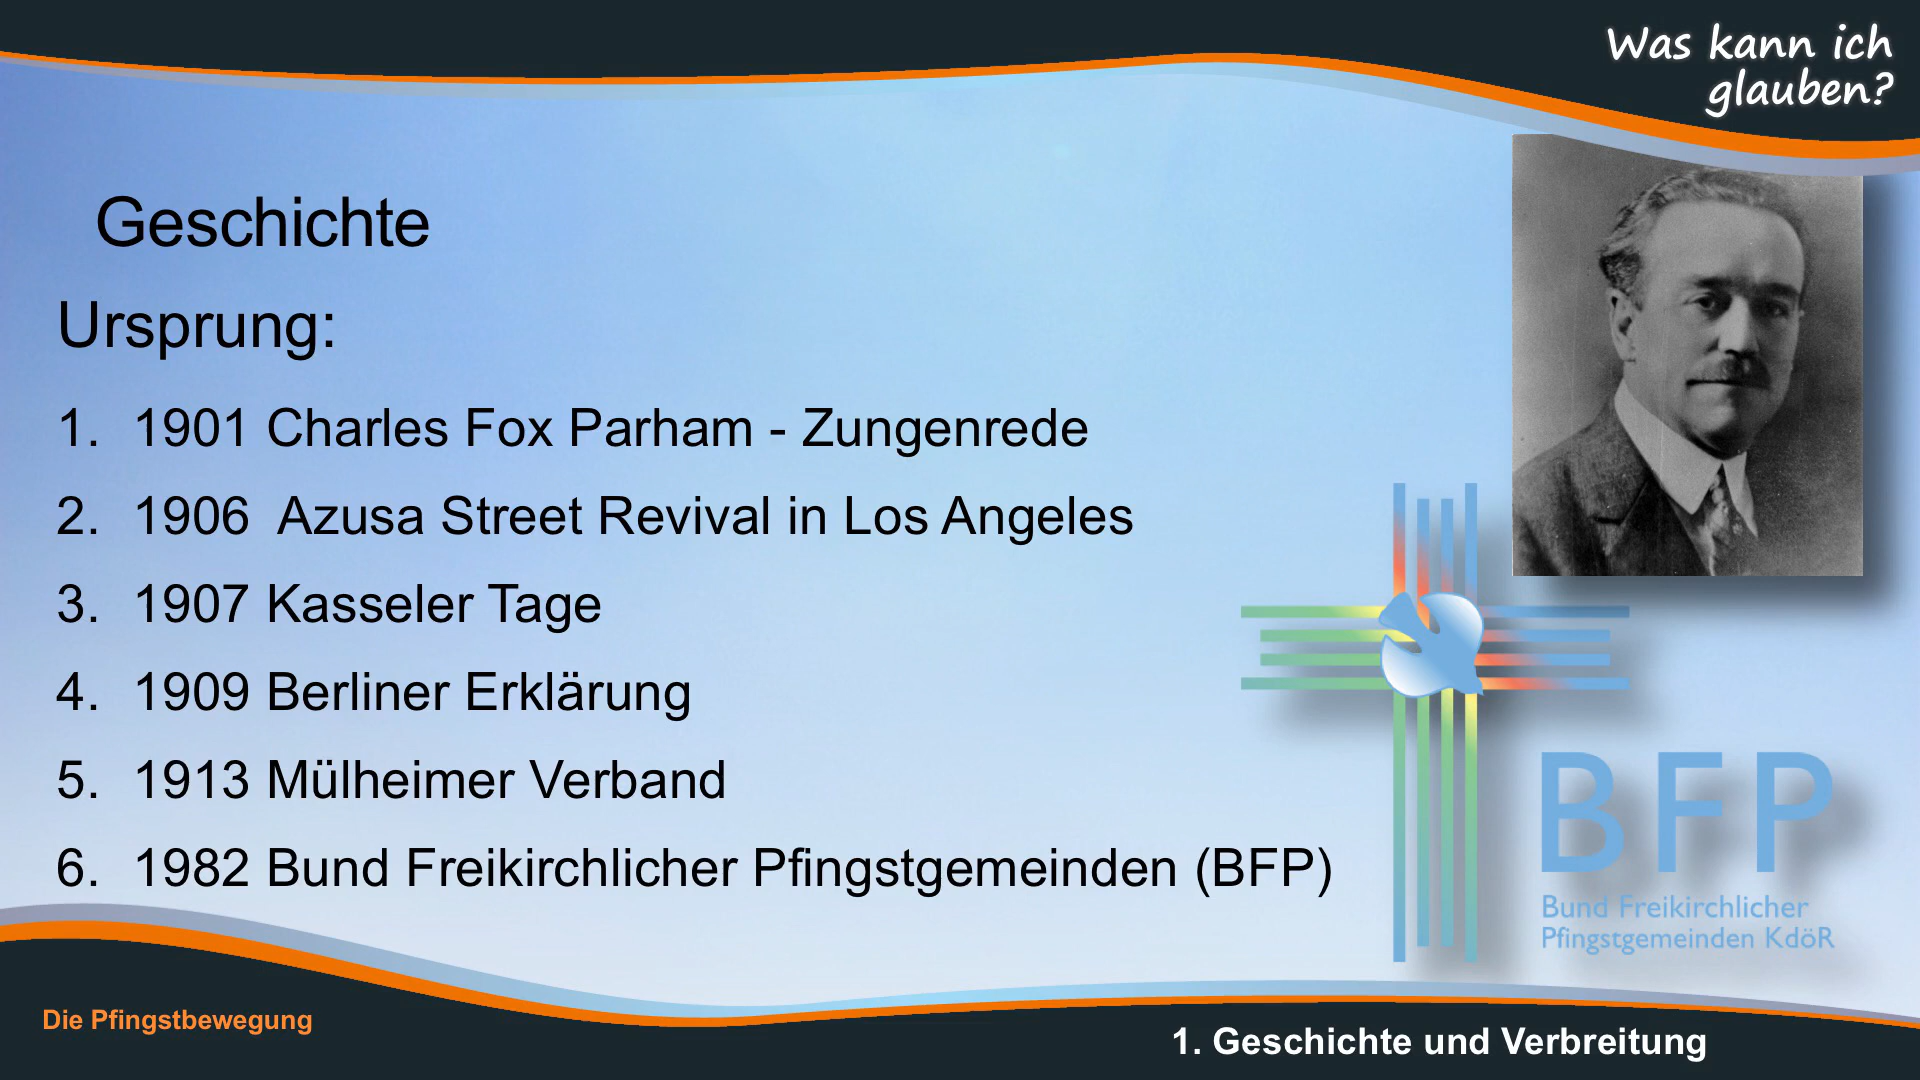 Was kann ich
glauben?
Geschichte
Ursprung:
1. 1901 Charles Fox Parham - Zungenrede
2. 1906  Azusa Street Revival in Los Angeles
3. 1907 Kasseler Tage
4. 1909 Berliner Erklärung
5. 1913 Mülheimer Verband
6. 1982 Bund Freikirchlicher Pfingstgemeinden (BFP)
BFP
Bund Freikirchlicher
Pfingstgemeinden KdöR
Die Pfingstbewegung
1. Geschichte und Verbreitung